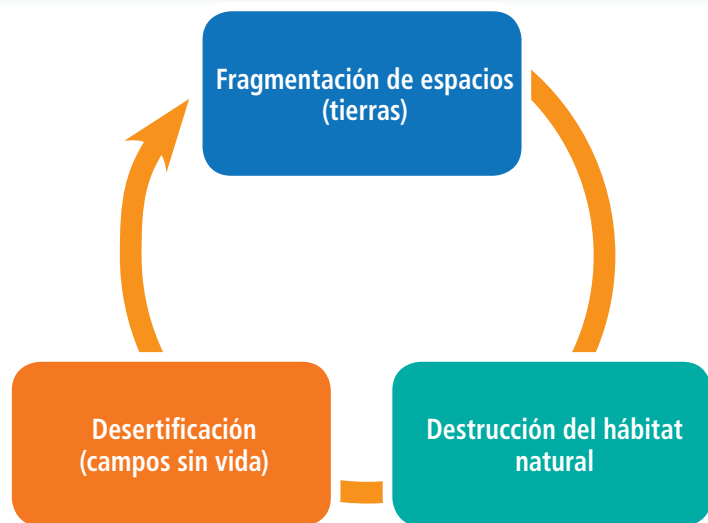 Fragmentación de espacios
(tierras)
Desertificación
(campos sin vida)
Destrucción del hábitat
natural